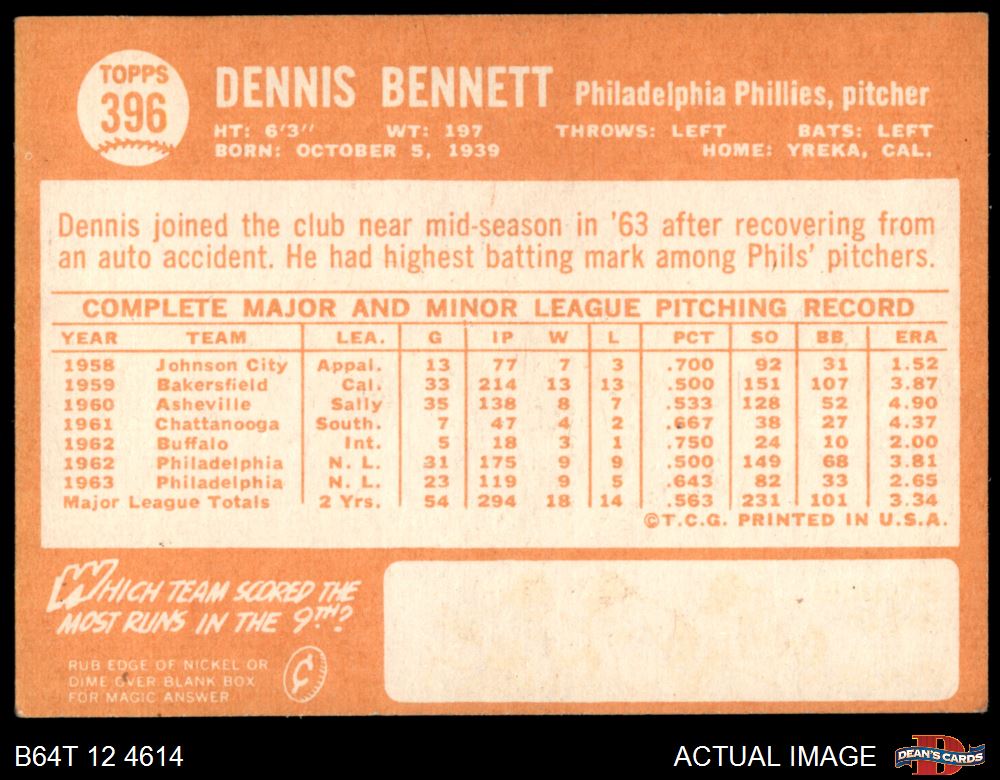 TOPPS
396
DENNIS BENNETT Philadelphia Phillies, pitcher
HT: 6'3" WT: 197 THROWS: LEFT BATS: LEFT
BORN: OCTOBER 5, 1939 HOME: YREKA, CAL.
Dennis joined the club near mid-season in '63 after recovering from
an auto accident. He had highest batting mark among Phils' pitchers.
COMPLETE MAJOR AND MINOR LEAGUE PITCHING RECORD
YEAR TEAM LEA. G IP W L PCT SO BB ERA
1958 Johnson City Appal. 13 77 7 3 .700 92 31 1.52
1959 Bakersfield Cal. 33 214 13 13 .500 151 107 3.87
1960 Asheville Sally 35 138 8 7 .533 128 52 4.90
1961 Chattanooga South. 7 47 4 2 .667 38 27 4.37
1962 Buffalo Int. 5 18 3 1 .750 24 10 2.00
1962 Philadelphia N. L. 31 175 9 9 .500 149 68 3.81
1963 Philadelphia N. L. 23 119 9 5 .643 82 33 2.65
Major League Totals 2 Yrs. 54 294 18 14 .563 231 101 3.34
©T.C.G. PRINTED IN U.S.A.
WHICH TEAM SCORED THE
MOST RUNS IN THE 9TH?
RUB EDGE OF NICKEL OR
DIME OVER BLANK BOX
FOR MAGIC ANSWER
¢
B64T 12 4614 ACTUAL IMAGE DEAN'S CARDS